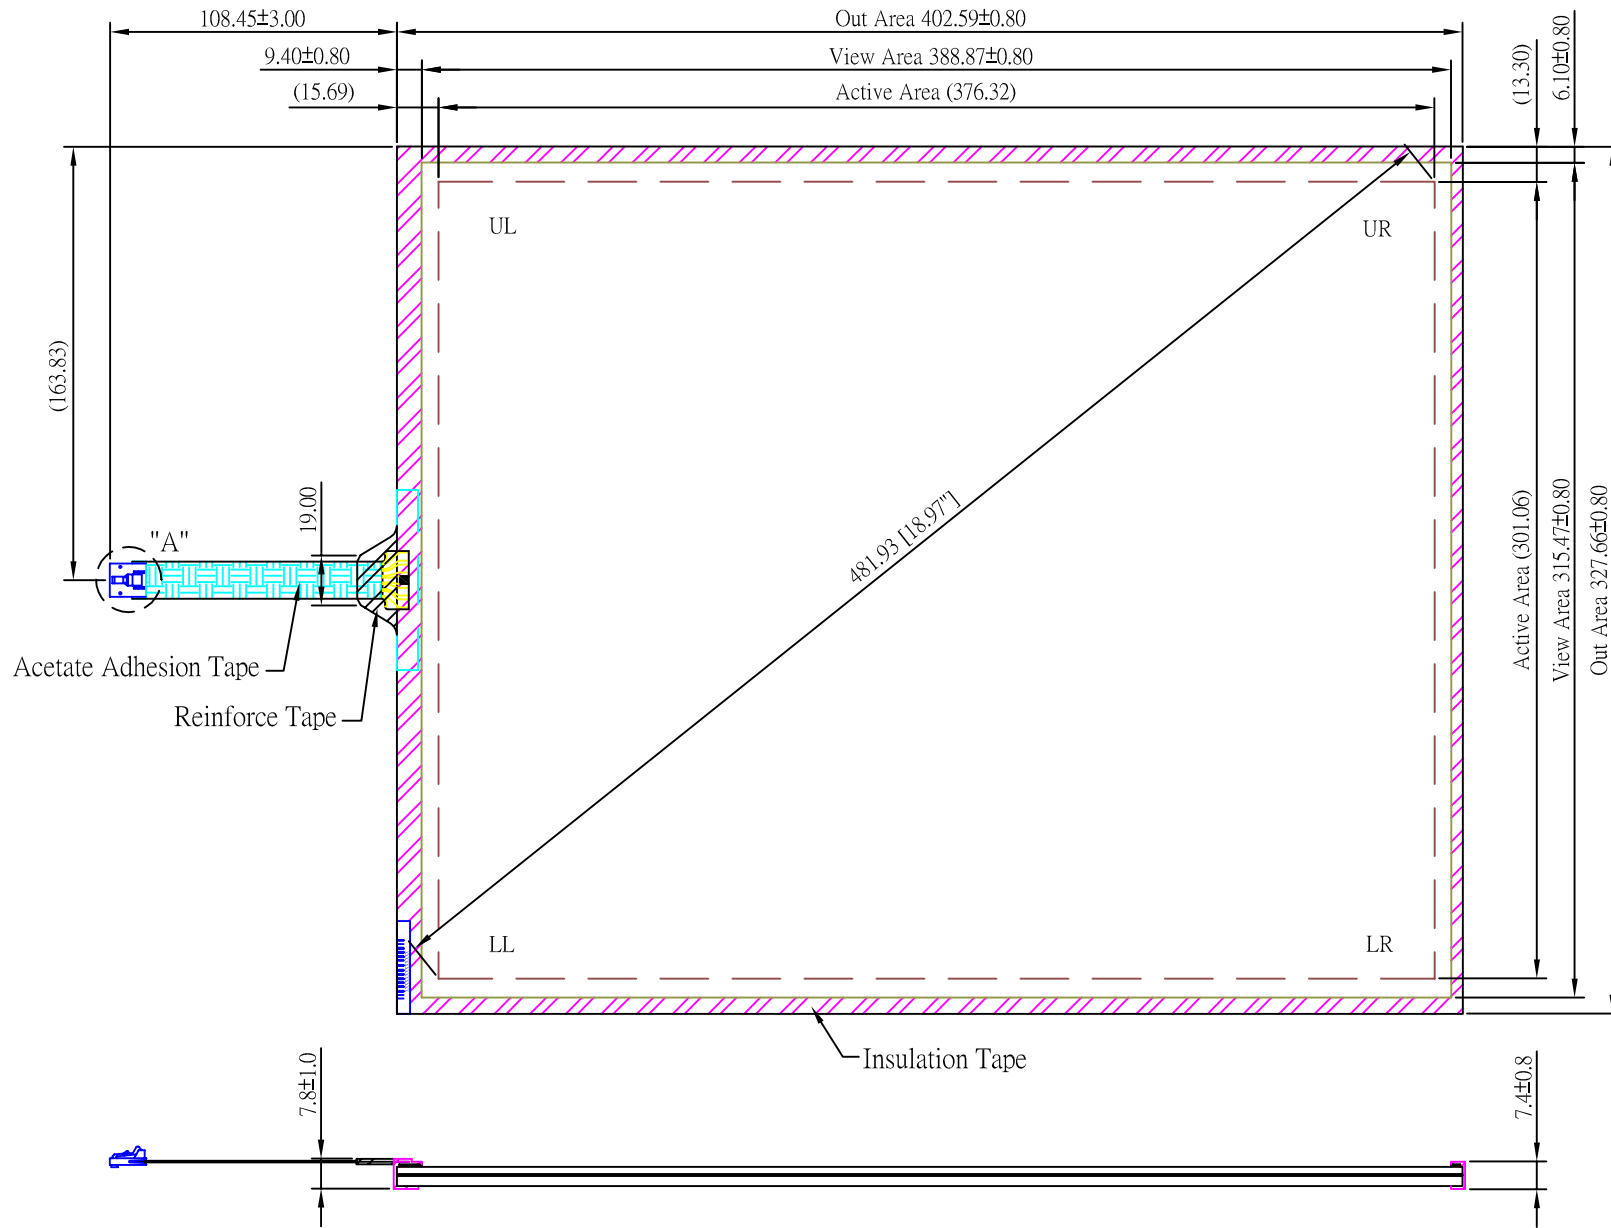 108.45±3.00
Out Area 402.59±0.80
9.40±0.80
View Area 388.87±0.80
(15.69)
Active Area (376.32)
(13.30)
6.10±0.80
UL
UR
(163.83)
19.00
"A"
481.93 [18.97"]
Active Area (301.06)
View Area 315.47±0.80
Out Area 327.66±0.80
Acetate Adhesion Tape
Reinforce Tape
LL
LR
Insulation Tape
7.8±1.0
7.4±0.8